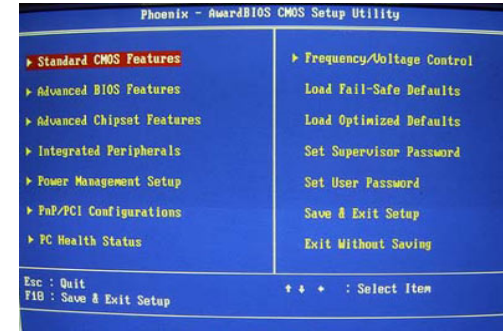 Phoenix - AwardBIOS CMOS Setup Utility
▶ Standard CMOS Features
▶ Advanced BIOS Features
▶ Advanced Chipset Features
▶ Integrated Peripherals
▶ Power Management Setup
▶ PnP/PCI Configurations
▶ PC Health Status
▶ Frequency/Voltage Control
Load Fail-Safe Defaults
Load Optimized Defaults
Set Supervisor Password
Set User Password
Save & Exit Setup
Exit Without Saving
Esc : Quit
F10 : Save & Exit Setup
: Select Item